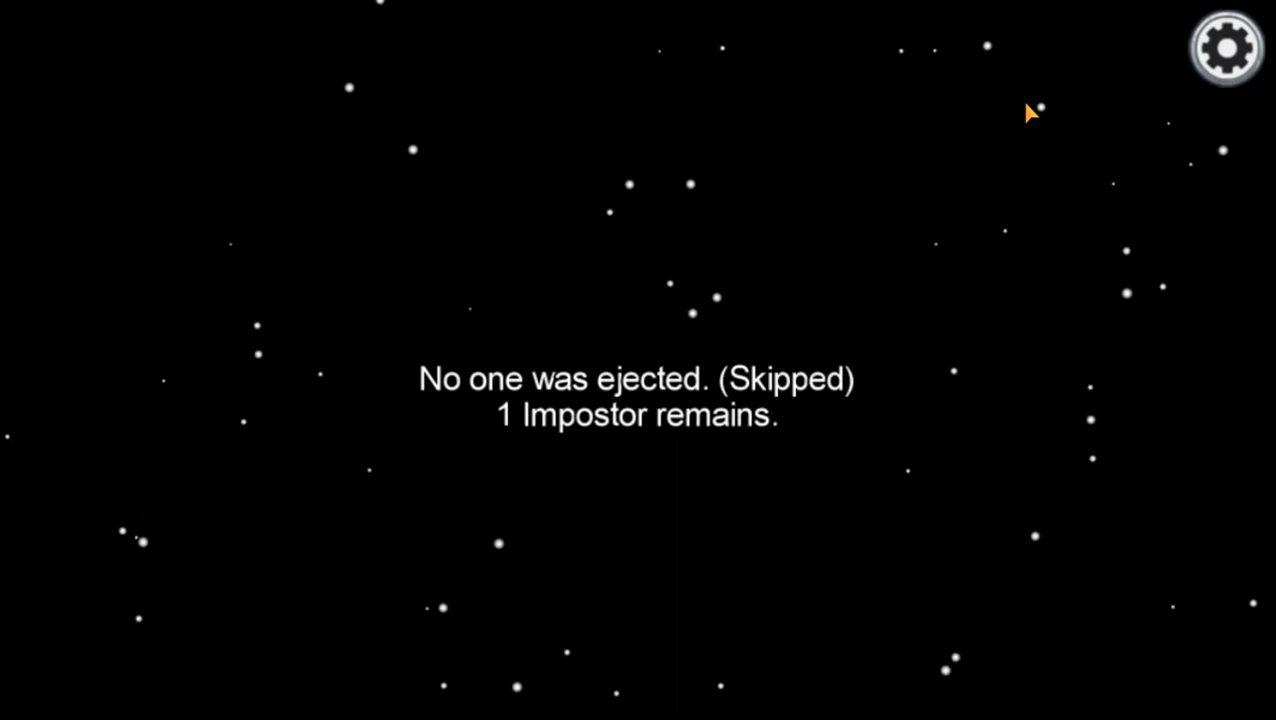 No one was ejected. (Skipped)
1 Impostor remains.